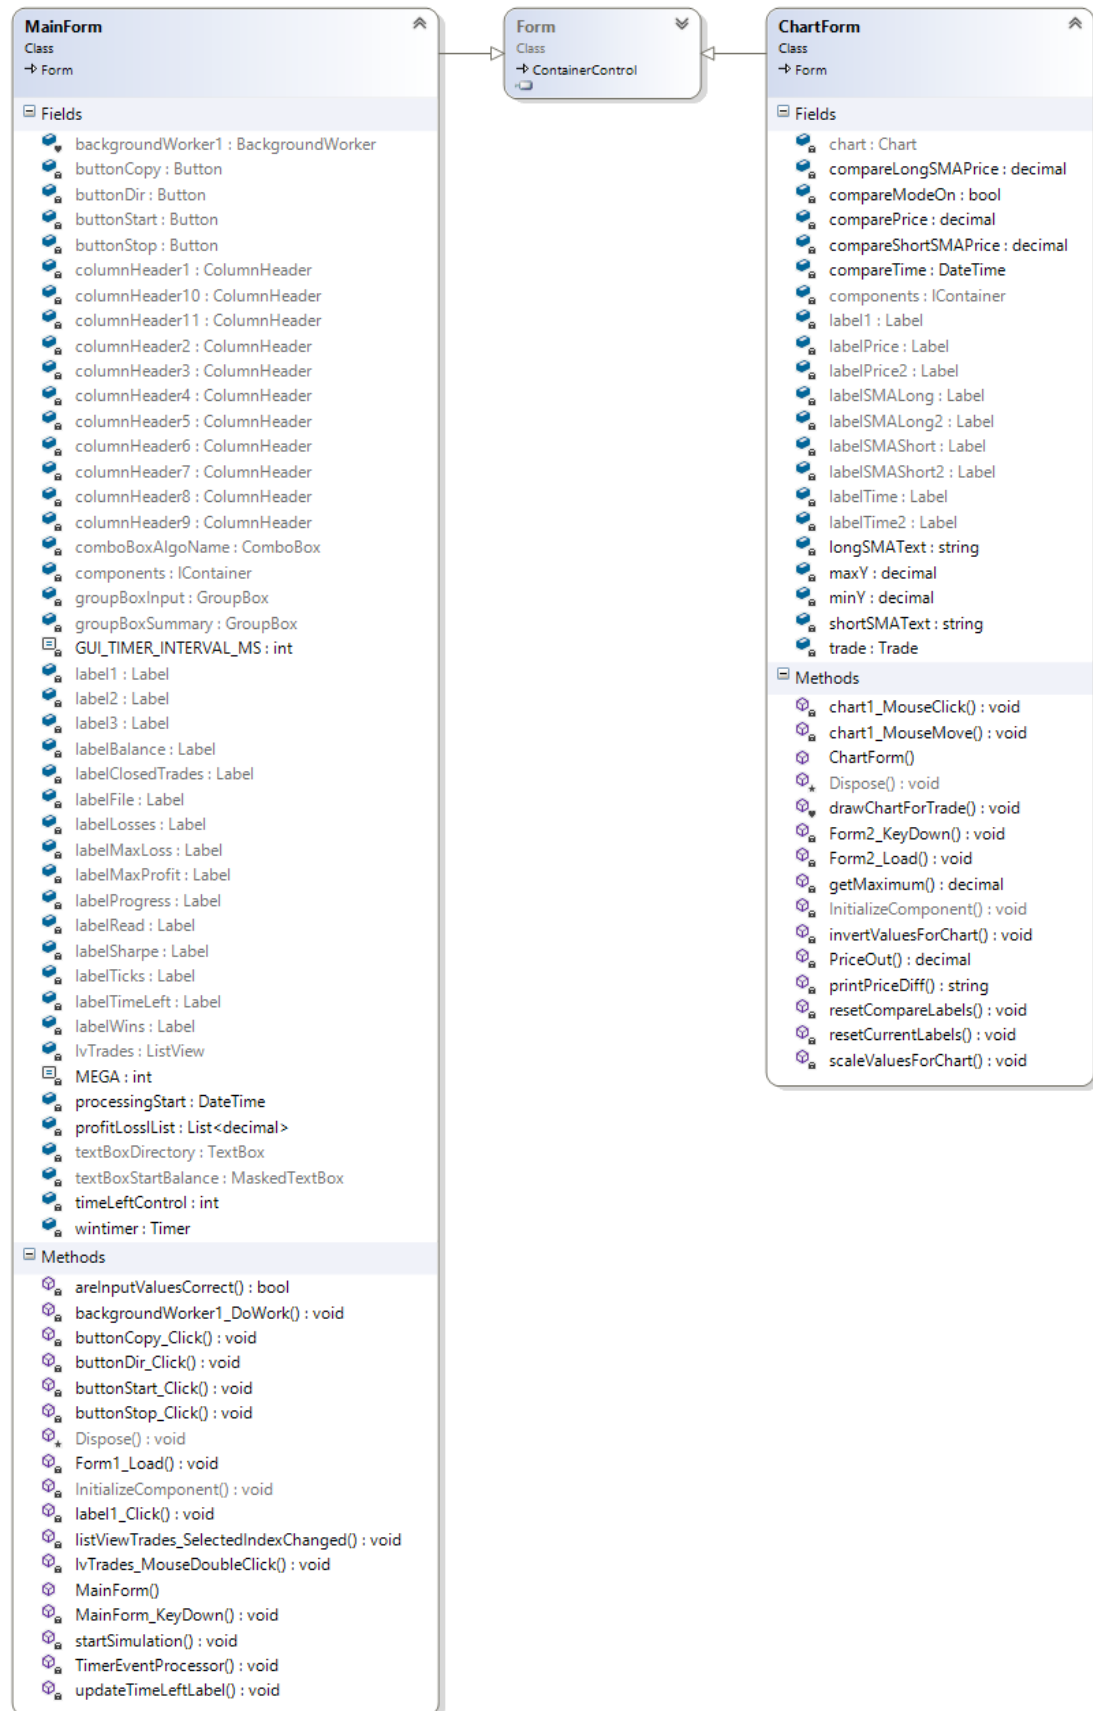 MainForm
Class
Form
Fields
backgroundWorker1 : BackgroundWorker
buttonCopy : Button
buttonDir : Button
buttonStart : Button
buttonStop : Button
columnHeader1 : ColumnHeader
columnHeader10 : ColumnHeader
columnHeader11 : ColumnHeader
columnHeader2 : ColumnHeader
columnHeader3 : ColumnHeader
columnHeader4 : ColumnHeader
columnHeader5 : ColumnHeader
columnHeader6 : ColumnHeader
columnHeader7 : ColumnHeader
columnHeader8 : ColumnHeader
columnHeader9 : ColumnHeader
comboBoxAlgoName : ComboBox
components : IContainer
groupBoxInput : GroupBox
groupBoxSummary : GroupBox
GUI_TIMER_INTERVAL_MS : int
label1 : Label
label2 : Label
label3 : Label
labelBalance : Label
labelClosedTrades : Label
labelFile : Label
labelLosses : Label
labelMaxLoss : Label
labelMaxProfit : Label
labelProgress : Label
labelRead : Label
labelSharpe : Label
labelTicks : Label
labelTimeLeft : Label
labelWins : Label
lvTrades : ListView
MEGA : int
processingStart : DateTime
profitLosslList : List<decimal>
textBoxDirectory : TextBox
textBoxStartBalance : MaskedTextBox
timeLeftControl : int
wintimer : Timer
Methods
areInputValuesCorrect() : bool
backgroundWorker1_DoWork() : void
buttonCopy_Click() : void
buttonDir_Click() : void
buttonStart_Click() : void
buttonStop_Click() : void
Dispose() : void
Form1_Load() : void
InitializeComponent() : void
label1_Click() : void
listViewTrades_SelectedIndexChanged() : void
lvTrades_MouseDoubleClick() : void
MainForm()
MainForm_KeyDown() : void
startSimulation() : void
TimerEventProcessor() : void
updateTimeLeftLabel() : void
Form
Class
ContainerControl
ChartForm
Class
Form
Fields
chart : Chart
compareLongSMAPrice : decimal
compareModeOn : bool
comparePrice : decimal
compareShortSMAPrice : decimal
compareTime : DateTime
components : IContainer
label1 : Label
labelPrice : Label
labelPrice2 : Label
labelSMALong : Label
labelSMALong2 : Label
labelSMAShort : Label
labelSMAShort2 : Label
labelTime : Label
labelTime2 : Label
longSMAText : string
maxY : decimal
minY : decimal
shortSMAText : string
trade : Trade
Methods
chart1_MouseClick() : void
chart1_MouseMove() : void
ChartForm()
Dispose() : void
drawChartForTrade() : void
Form2_KeyDown() : void
Form2_Load() : void
getMaximum() : decimal
InitializeComponent() : void
invertValuesForChart() : void
PriceOut() : decimal
printPriceDiff() : string
resetCompareLabels() : void
resetCurrentLabels() : void
scaleValuesForChart() : void